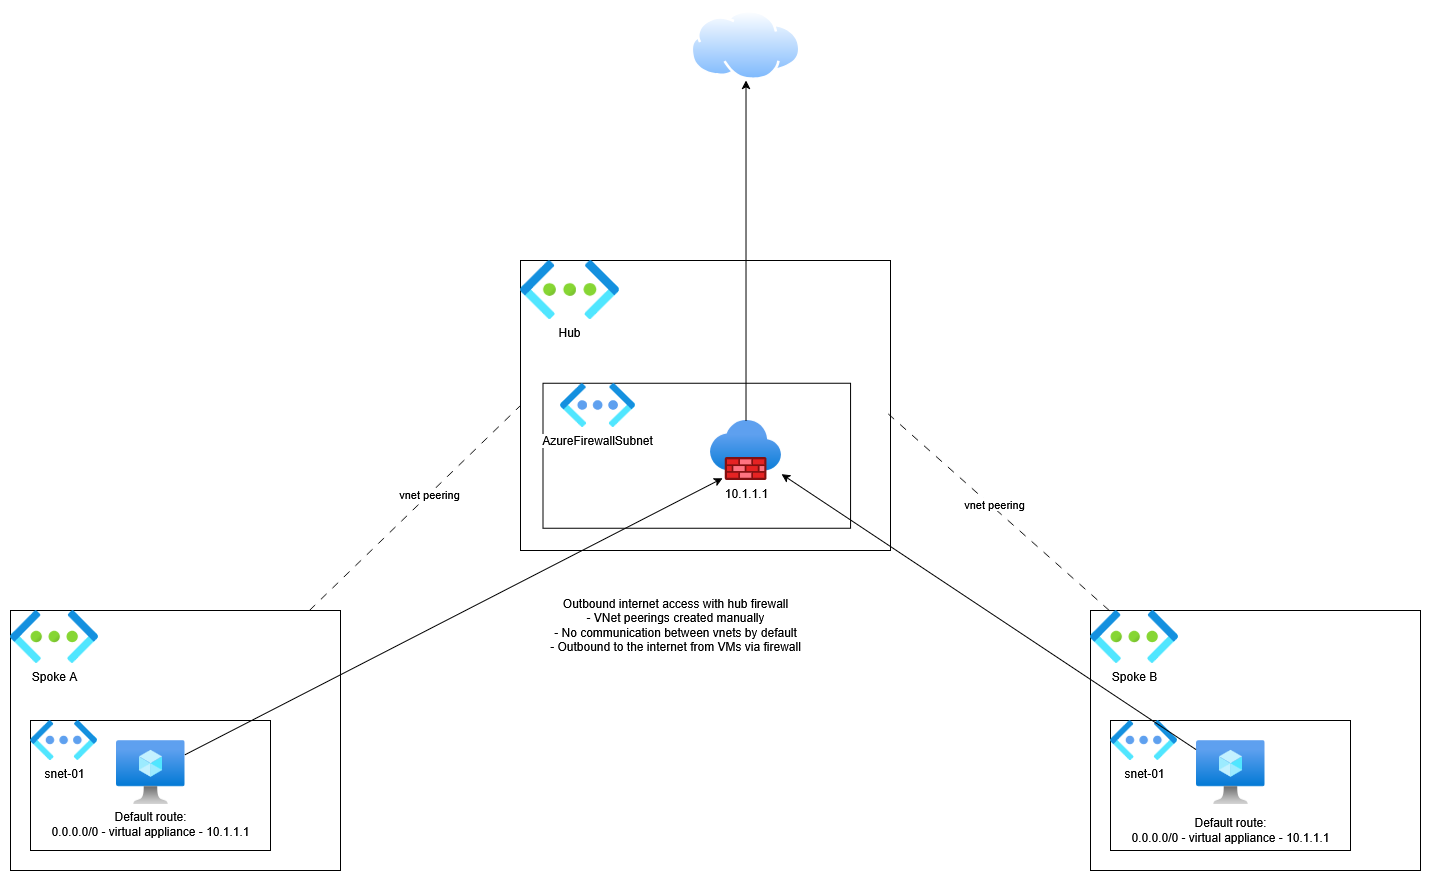 Hub
AzureFirewallSubnet
10.1.1.1
vnet peering
vnet peering
Outbound internet access with hub firewall
- VNet peerings created manually
- No communication between vnets by default
- Outbound to the internet from VMs via firewall
Spoke A
snet-01
Default route:
0.0.0.0/0 - virtual appliance - 10.1.1.1
Spoke B
snet-01
Default route:
0.0.0.0/0 - virtual appliance - 10.1.1.1